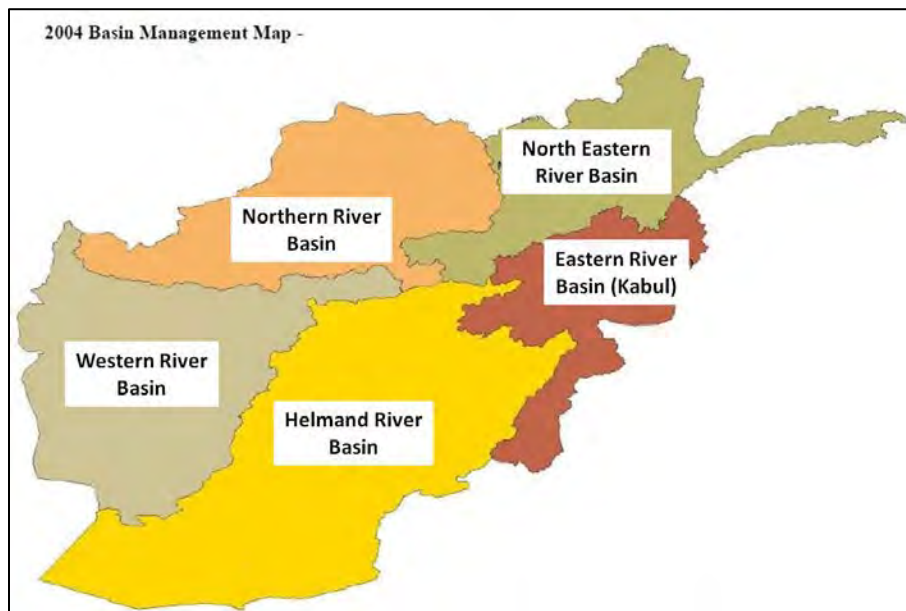 2004 Basin Management Map -
North Eastern
River Basin
Northern River
Basin
Eastern River
Basin (Kabul)
Western River
Basin
Helmand River
Basin